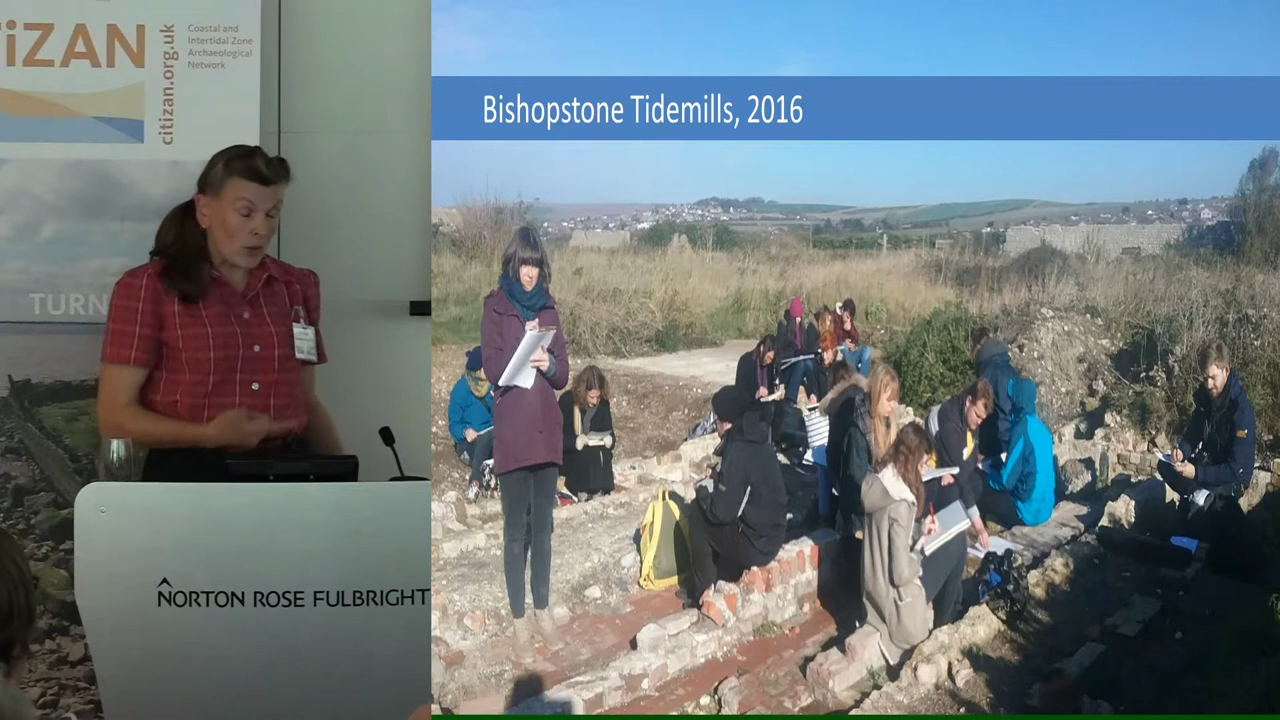 iZAN
citizan.org.uk
Coastal and
Intertidal Zone
Archaeological
Network
TURN
NORTON ROSE FULBRIGHT
Bishopstone Tidemills, 2016